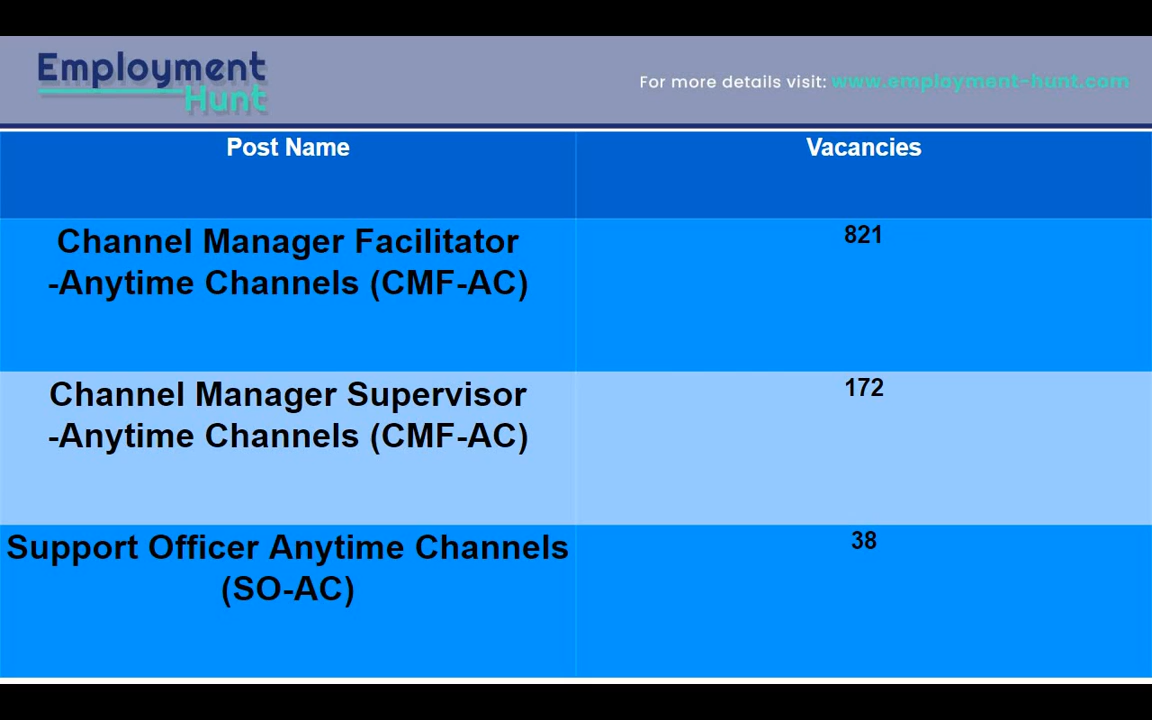 Employment
Hunt
For more details visit: www.employment-hunt.com
Post Name
Vacancies
Channel Manager Facilitator
-Anytime Channels (CMF-AC)
821
Channel Manager Supervisor
-Anytime Channels (CMF-AC)
172
Support Officer Anytime Channels
(SO-AC)
38